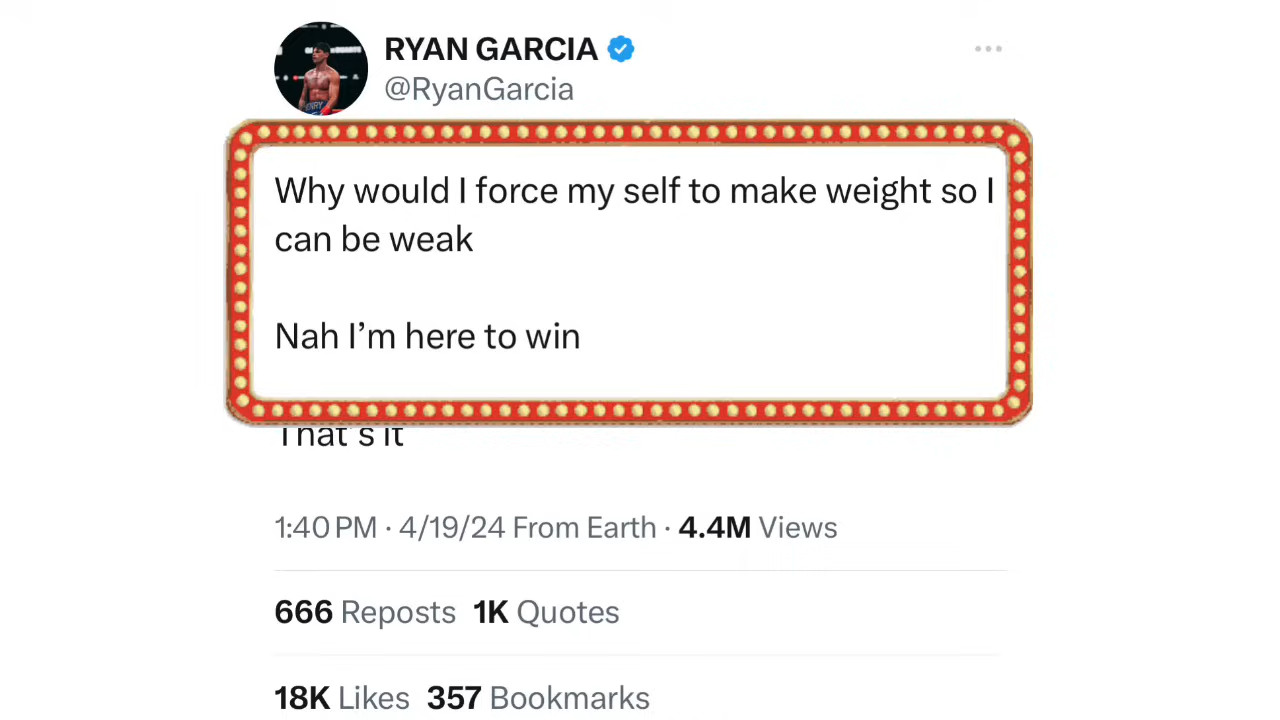 RYAN GARCIA
@RyanGarcia
Why would I force my self to make weight so I
can be weak
Nah I'm here to win
That's it
1:40 PM · 4/19/24 From Earth · 4.4M Views
666 Reposts 1K Quotes
18K Likes 357 Bookmarks